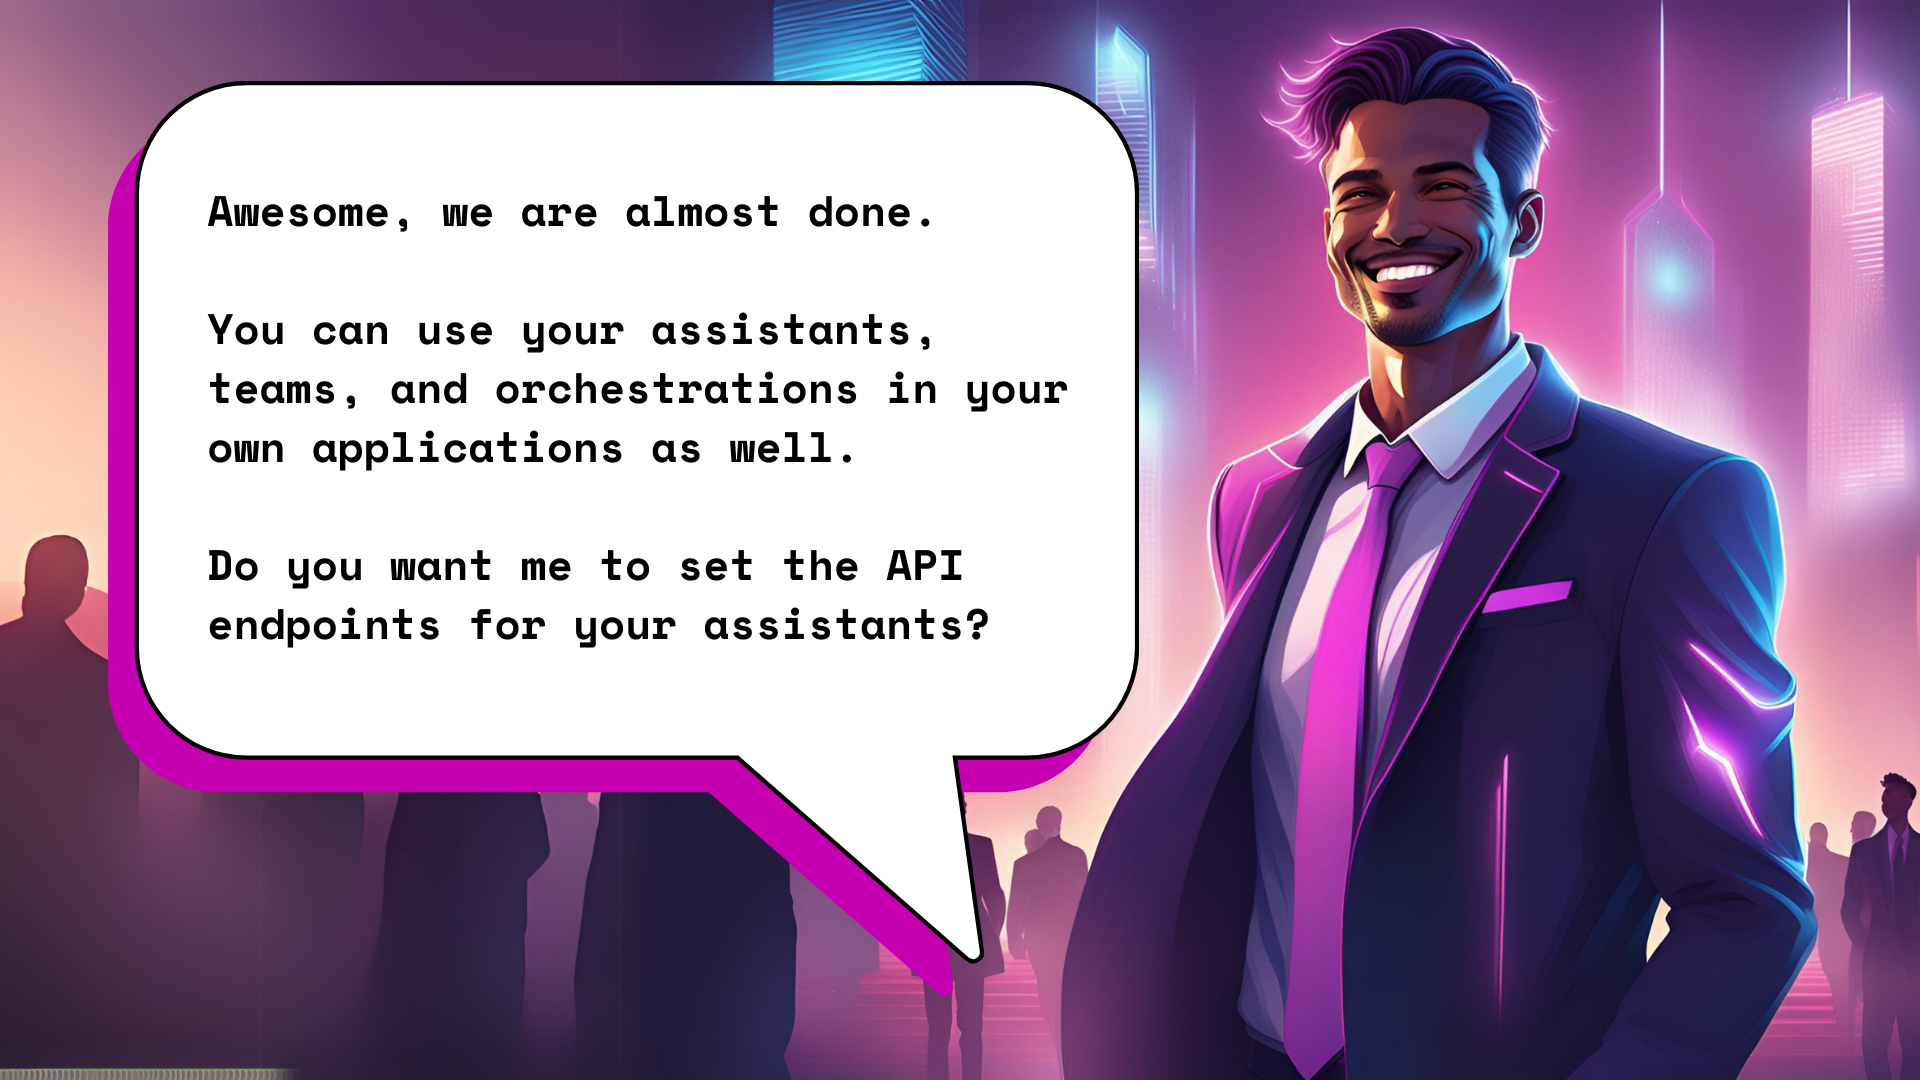 Awesome, we are almost done.
You can use your assistants,
teams, and orchestrations in your
own applications as well.
Do you want me to set the API
endpoints for your assistants?